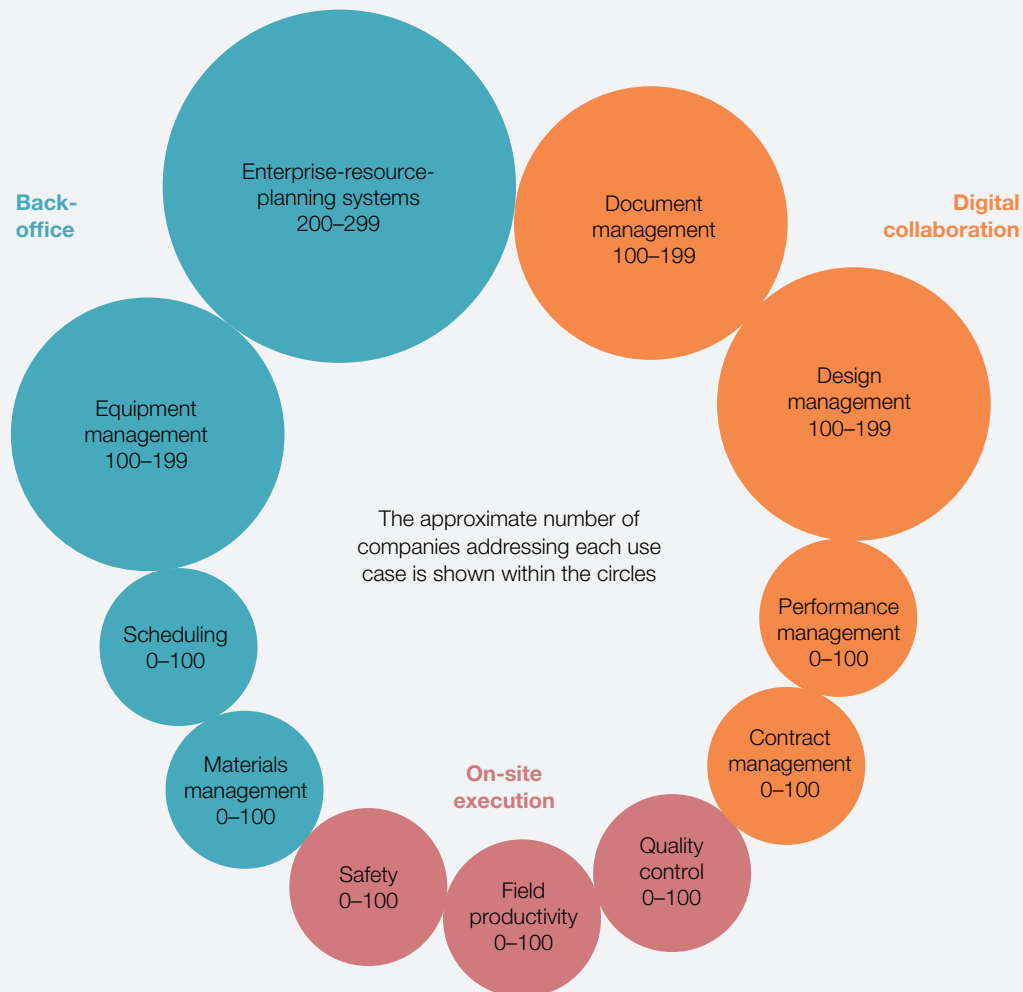 Back-
office
Enterprise-resource-
planning systems
200–299
Document
management
100–199
Digital
collaboration
Design
management
100–199
Equipment
management
100–199
The approximate number of
companies addressing each use
case is shown within the circles
Performance
management
0–100
Scheduling
0–100
Contract
management
0–100
Materials
management
0–100
On-site
execution
Quality
control
0–100
Safety
0–100
Field
productivity
0–100